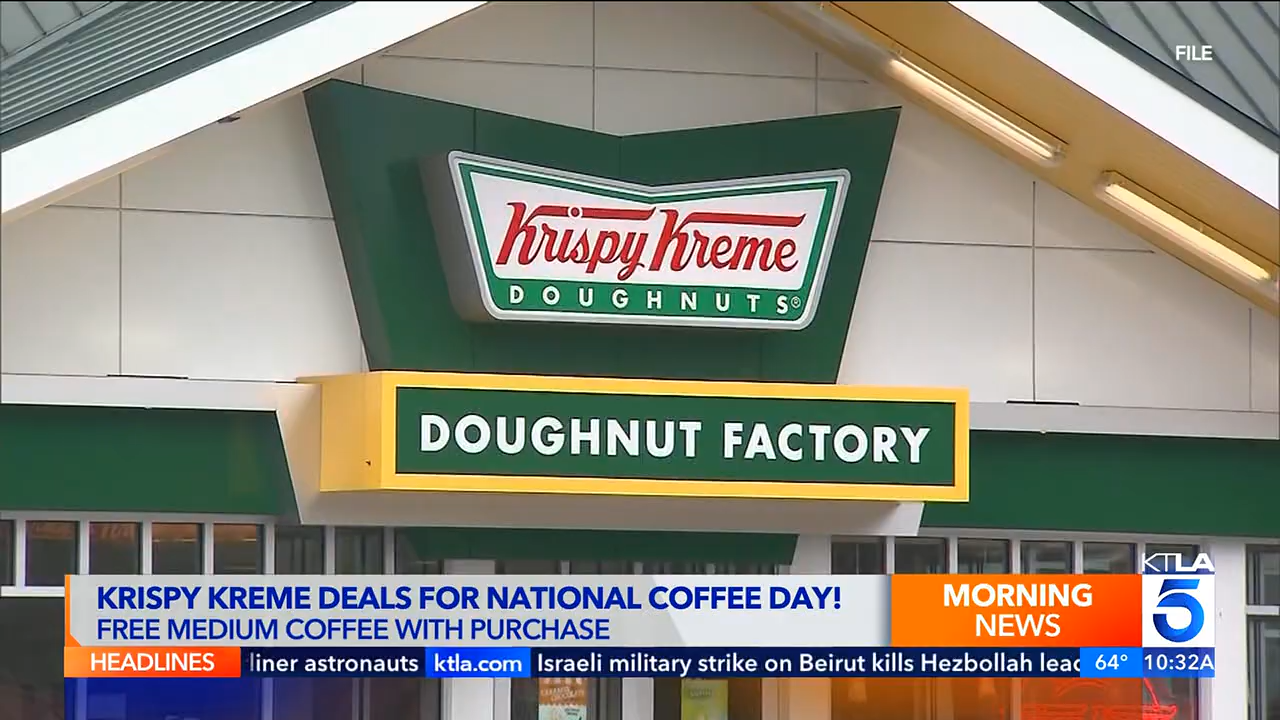 FILE
Krispy Kreme
DOUGHNUTS®
DOUGHNUT FACTORY
KRISPY KREME DEALS FOR NATIONAL COFFEE DAY!
FREE MEDIUM COFFEE WITH PURCHASE
MORNING
NEWS
KTLA
5
HEADLINES liner astronauts ktla.com Israeli military strike on Beirut kills Hezbollah lead 64° 10:32A